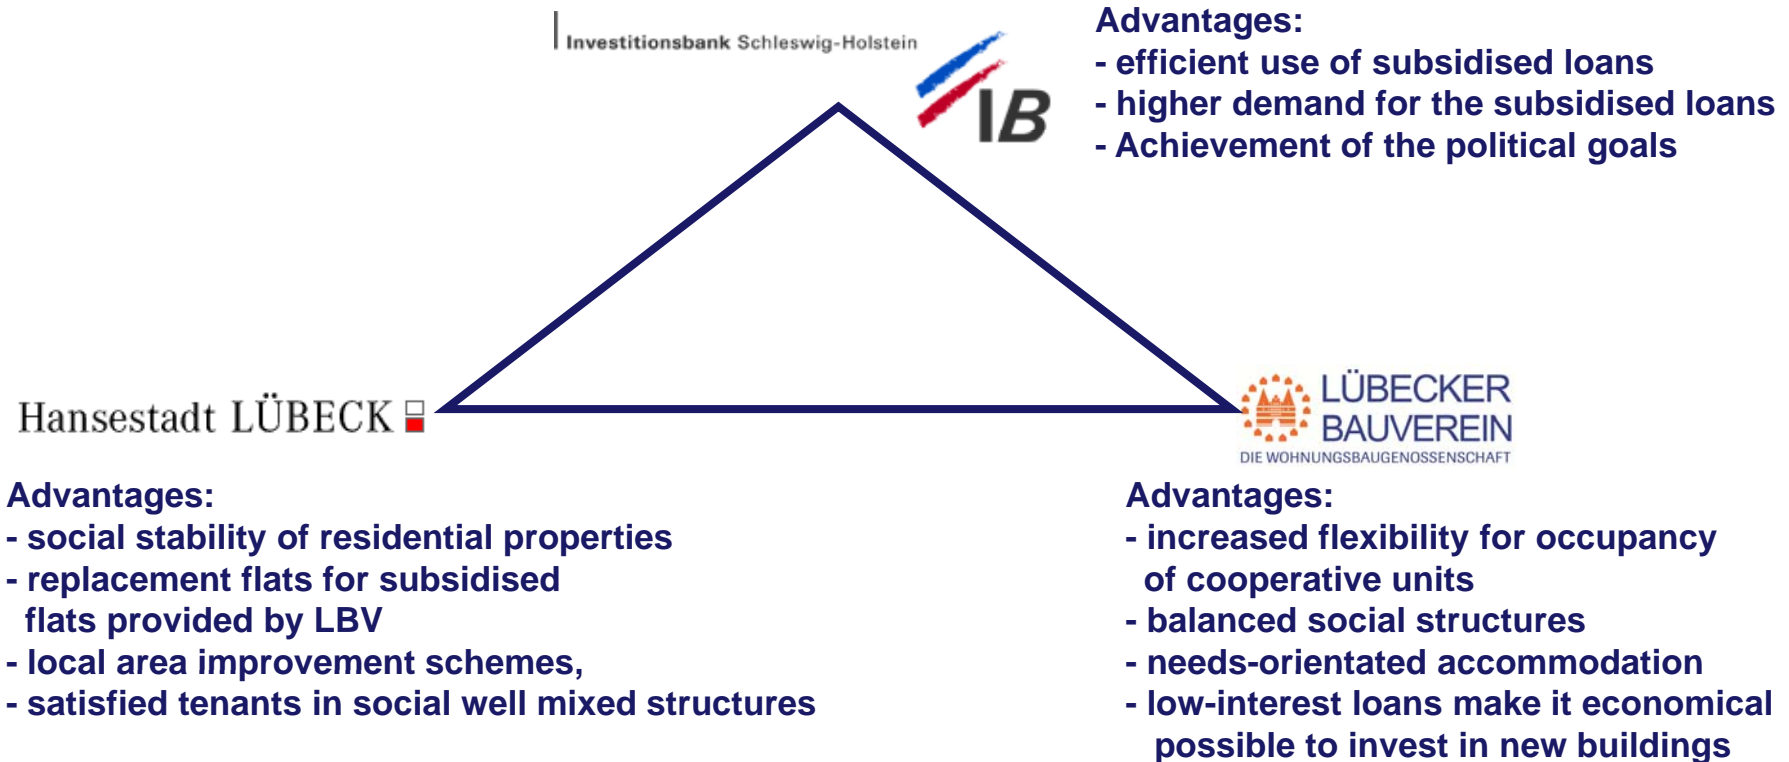 Investitionsbank Schleswig-Holstein
IB
Advantages:
- efficient use of subsidised loans
- higher demand for the subsidised loans
- Achievement of the political goals
Hansestadt LÜBECK
LÜBECKER
BAUVEREIN
DIE WOHNUNGSBAUGENOSSENSCHAFT
Advantages:
- social stability of residential properties
- replacement flats for subsidised
flats provided by LBV
- local area improvement schemes,
- satisfied tenants in social well mixed structures
Advantages:
- increased flexibility for occupancy
of cooperative units
- balanced social structures
- needs-orientated accommodation
- low-interest loans make it economical
possible to invest in new buildings